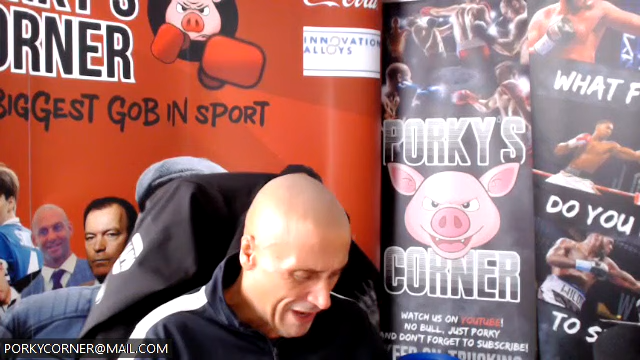 CORNER
BIGGEST GOB IN SPORT
INNOVATION
ALLOYS
PORKY'S
CORNER
WATCH US ON YOUTUBE!
NO BULL. JUST PORKY
AND DON'T FORGET TO SUBSCRIBE!
WHAT
DO YOU
PORKYCORNER@MAIL.COM